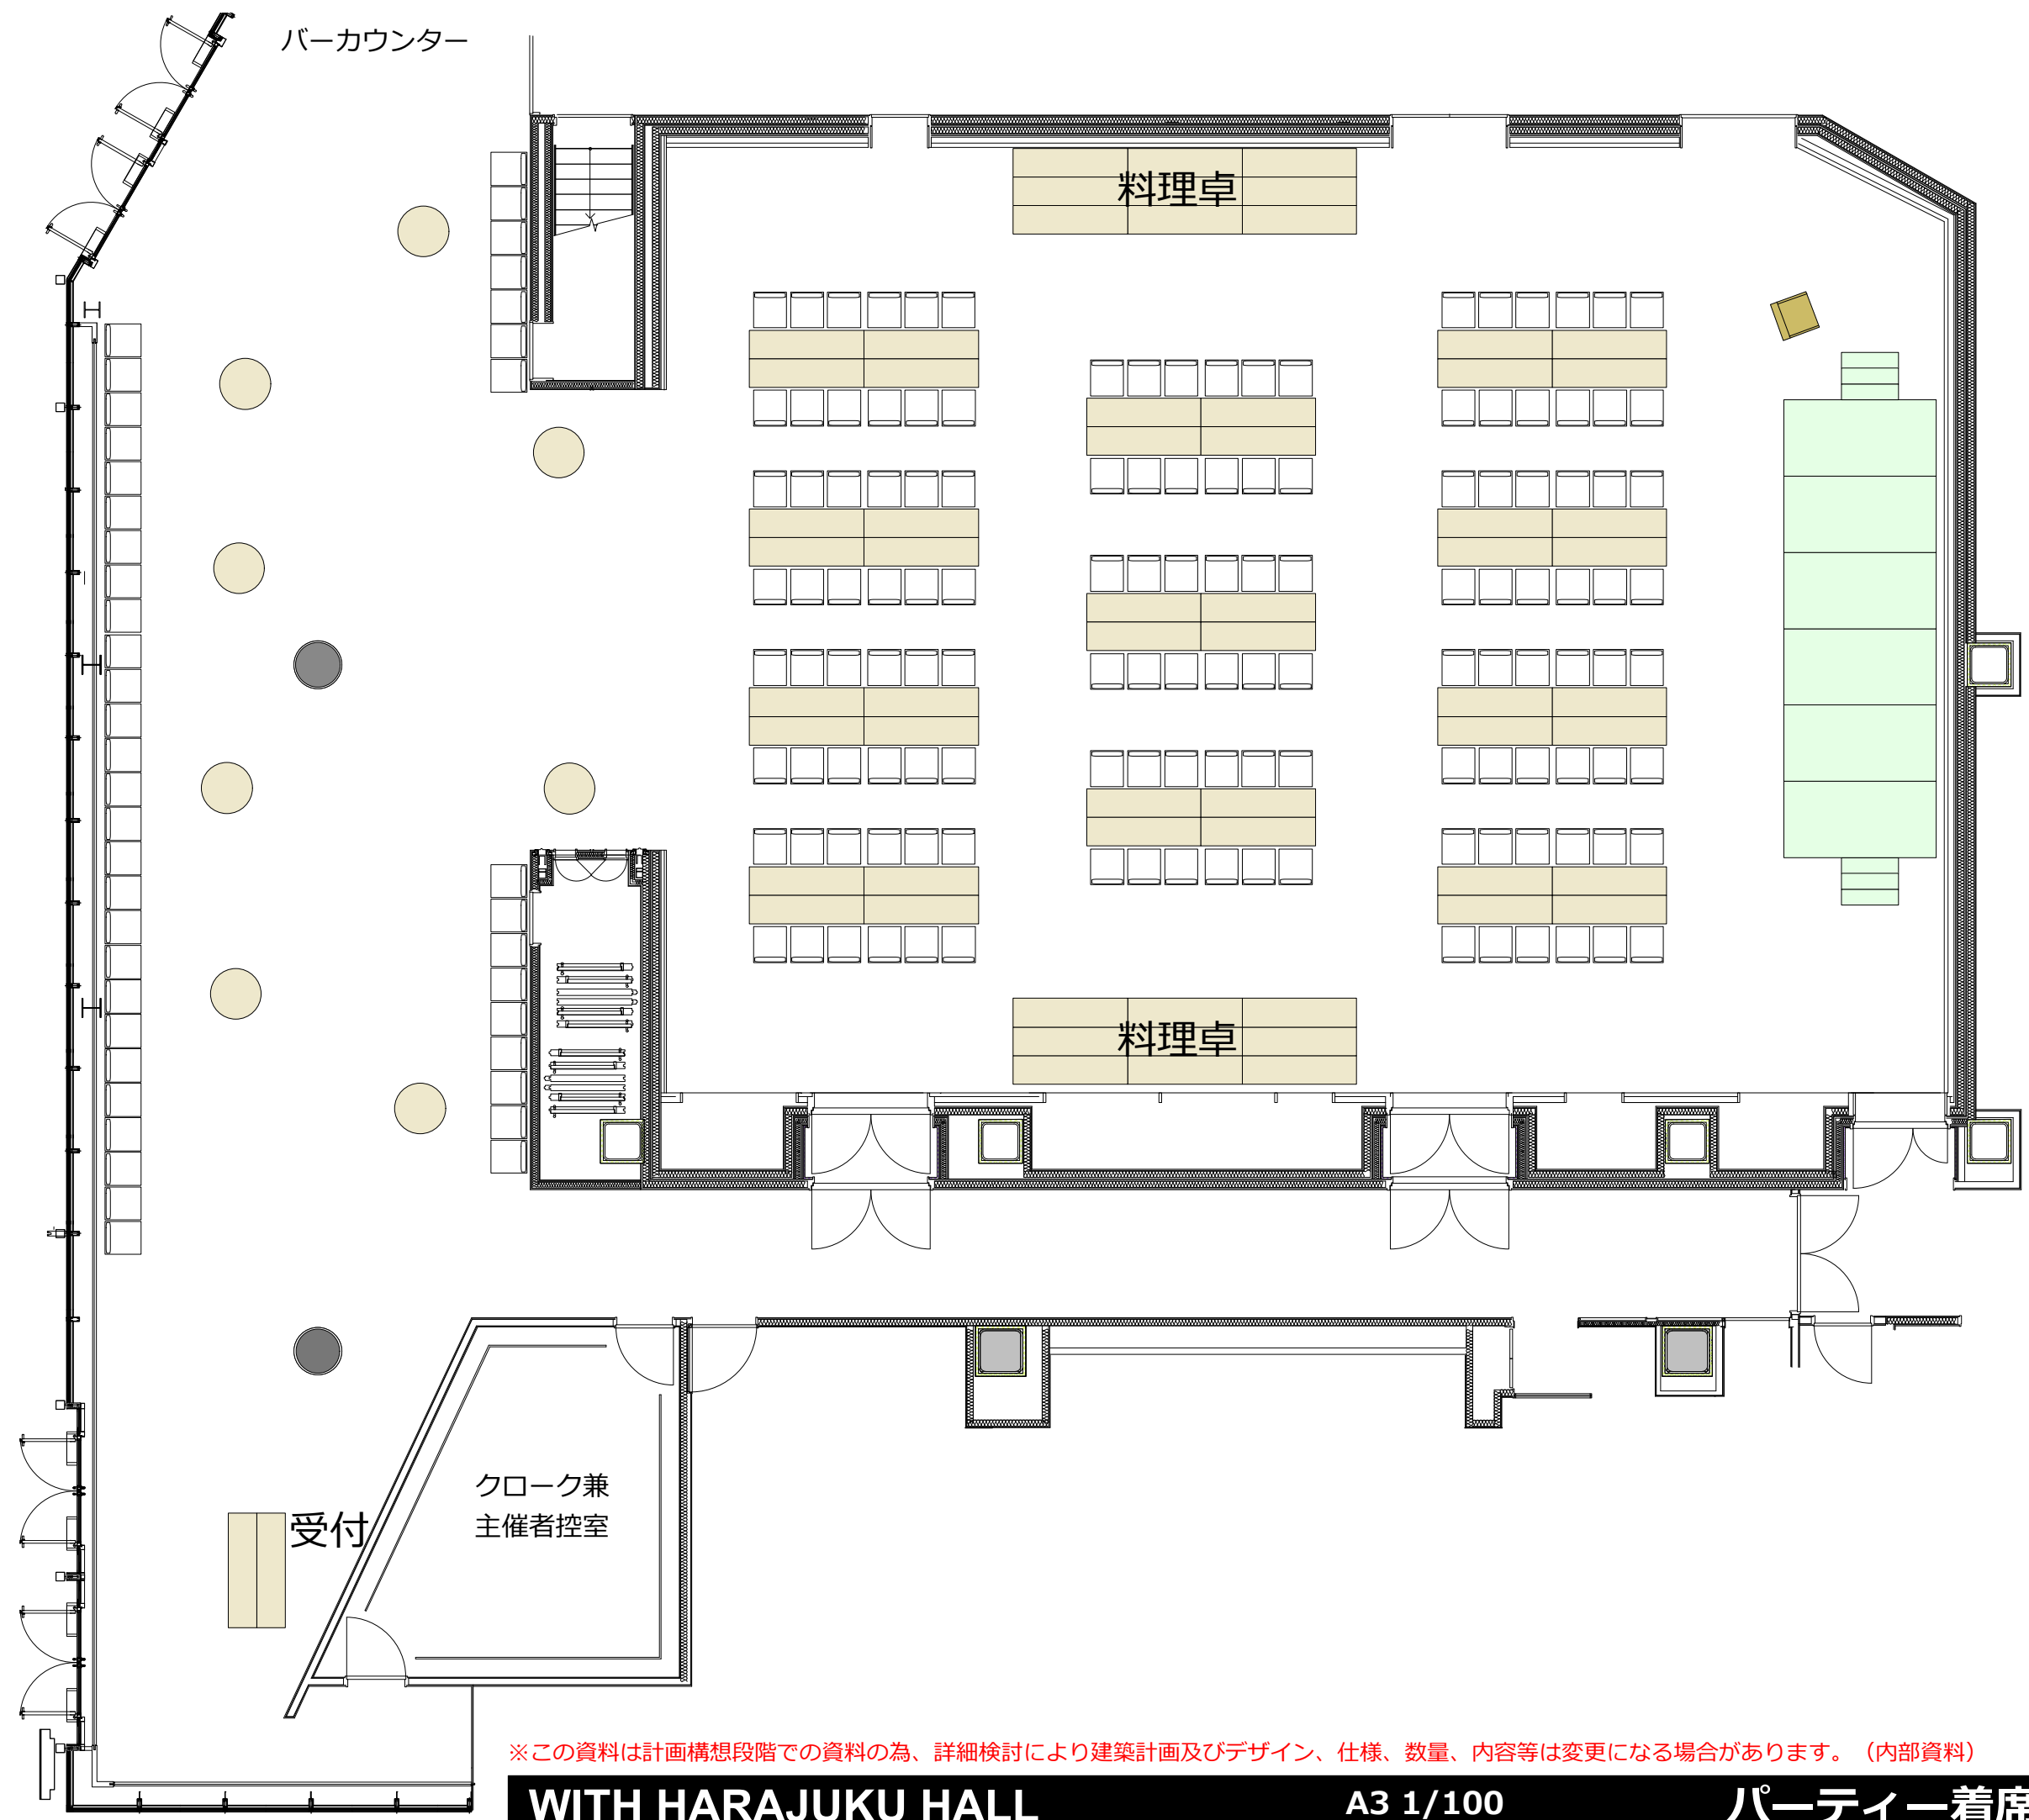 バーカウンター
料理卓
料理卓
受付
クローク兼
主催者控室
※この資料は計画構想段階での資料の為、詳細検討により建築計画及びデザイン、仕様、数量、内容等は変更になる場合があります。（内部資料）
WITH HARAJUKU HALL
A3 1/100
パーティー着席